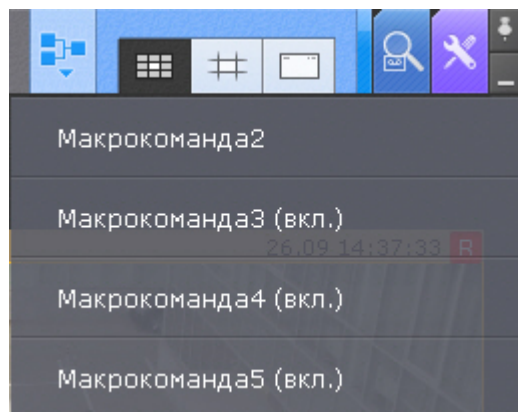 Макрокоманда2
Макрокоманда3 (вкл.)
26.09 14:37:33 R
Макрокоманда4 (вкл.)
Макрокоманда5 (вкл.)